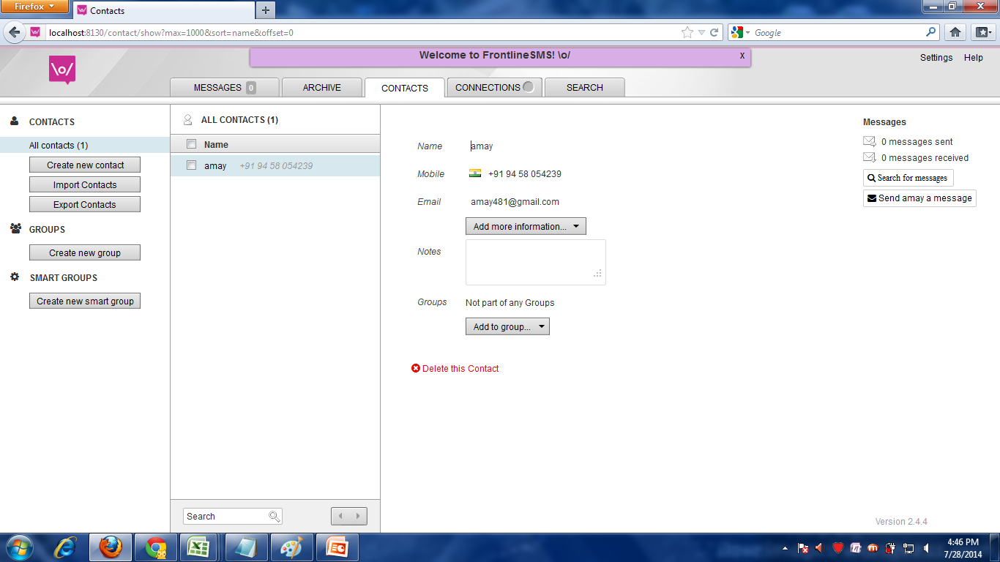 Firefox
Contacts
localhost:8130/contact/show?max=1000&sort=name&offset=0
Google
Welcome to FrontlineSMS! \o/
x
Settings
Help
\o/
MESSAGES 0
ARCHIVE
CONTACTS
CONNECTIONS
SEARCH
CONTACTS
All contacts (1)
Create new contact
Import Contacts
Export Contacts
GROUPS
Create new group
SMART GROUPS
Create new smart group
ALL CONTACTS (1)
Name
amay +91 94 58 054239
Search
Name amay
Mobile +91 94 58 054239
Email amay481@gmail.com
Add more information...
Notes
Groups Not part of any Groups
Add to group...
Delete this Contact
Messages
0 messages sent
0 messages received
Search for messages
Send amay a message
Version 2.4.4
4:46 PM
7/28/2014